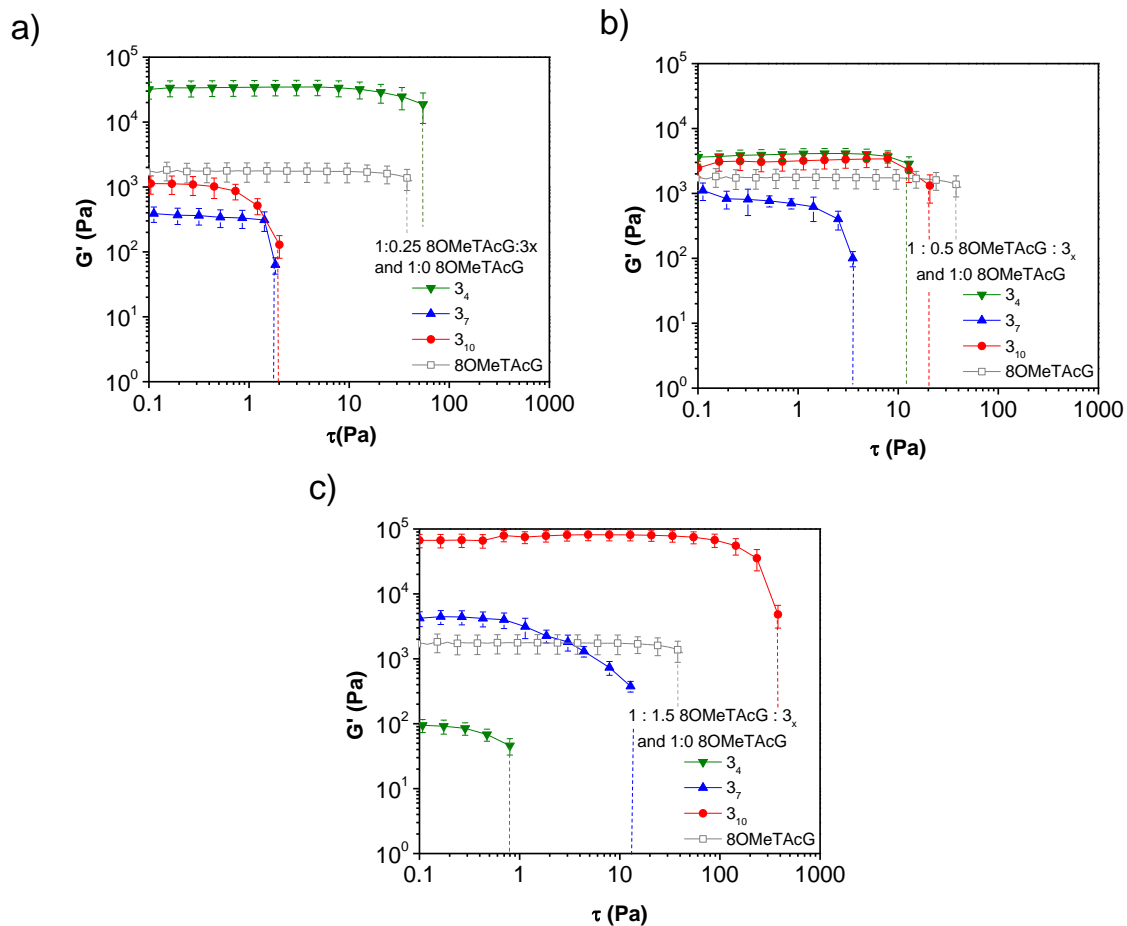 a)
10^5
10^4
10^3
10^2
10^1
10^0
G' (Pa)
0.1 1 10 100 1000
τ(Pa)
1:0.25 8OMeTAcG:3x
and 1:0 8OMeTAcG
3_4
3_7
3_10
8OMeTAcG
b)
10^5
10^4
10^3
10^2
10^1
10^0
G' (Pa)
0.1 1 10 100 1000
τ (Pa)
1 : 0.5 8OMeTAcG : 3_x
and 1:0 8OMeTAcG
3_4
3_7
3_10
8OMeTAcG
c)
10^5
10^4
10^3
10^2
10^1
10^0
G' (Pa)
0.1 1 10 100 1000
τ (Pa)
1 : 1.5 8OMeTAcG : 3_x
and 1:0 8OMeTAcG
3_4
3_7
3_10
8OMeTAcG